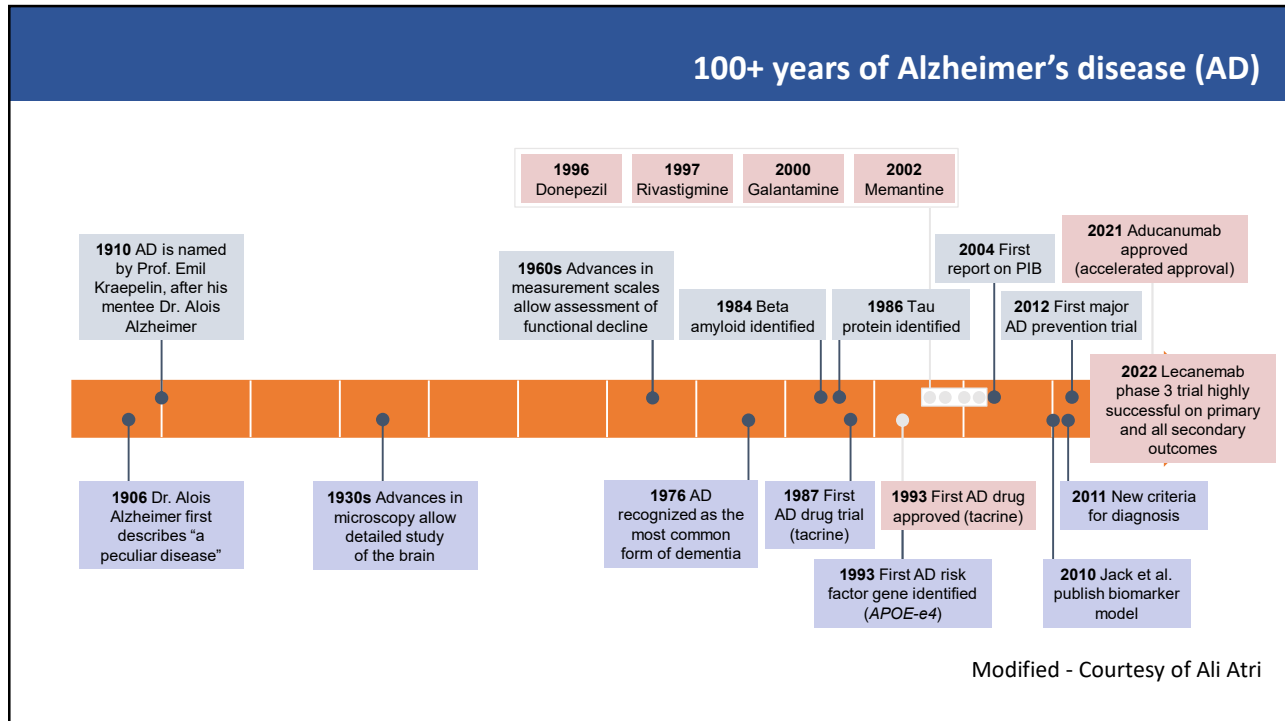 100+ years of Alzheimer’s disease (AD)
1996
Donepezil
1997
Rivastigmine
2000
Galantamine
2002
Memantine
1910 AD is named
by Prof. Emil
Kraepelin, after his
mentee Dr. Alois
Alzheimer
1960s Advances in
measurement scales
allow assessment of
functional decline
1984 Beta
amyloid identified
1986 Tau
protein identified
2004 First
report on PIB
2012 First major
AD prevention trial
2021 Aducanumab
approved
(accelerated approval)
2022 Lecanemab
phase 3 trial highly
successful on primary
and all secondary
outcomes
1906 Dr. Alois
Alzheimer first
describes “a
peculiar disease”
1930s Advances in
microscopy allow
detailed study
of the brain
1976 AD
recognized as the
most common
form of dementia
1987 First
AD drug trial
(tacrine)
1993 First AD drug
approved (tacrine)
1993 First AD risk
factor gene identified
(APOE-e4)
2011 New criteria
for diagnosis
2010 Jack et al.
publish biomarker
model
Modified - Courtesy of Ali Atri